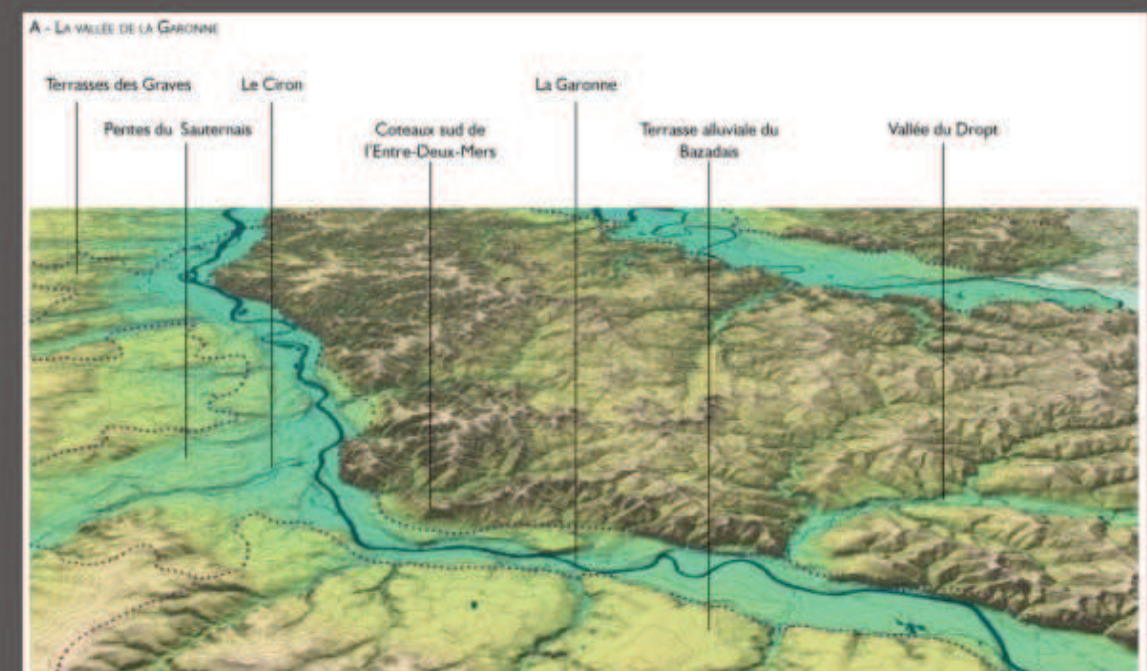 A - LA VALLÉE DE LA GARONNE
Terrasses des Graves
Le Ciron
La Garonne
Pentes du Sauternais
Coteaux sud de
l'Entre-Deux-Mers
Terrasse alluviale du
Bazadais
Vallée du Dropt